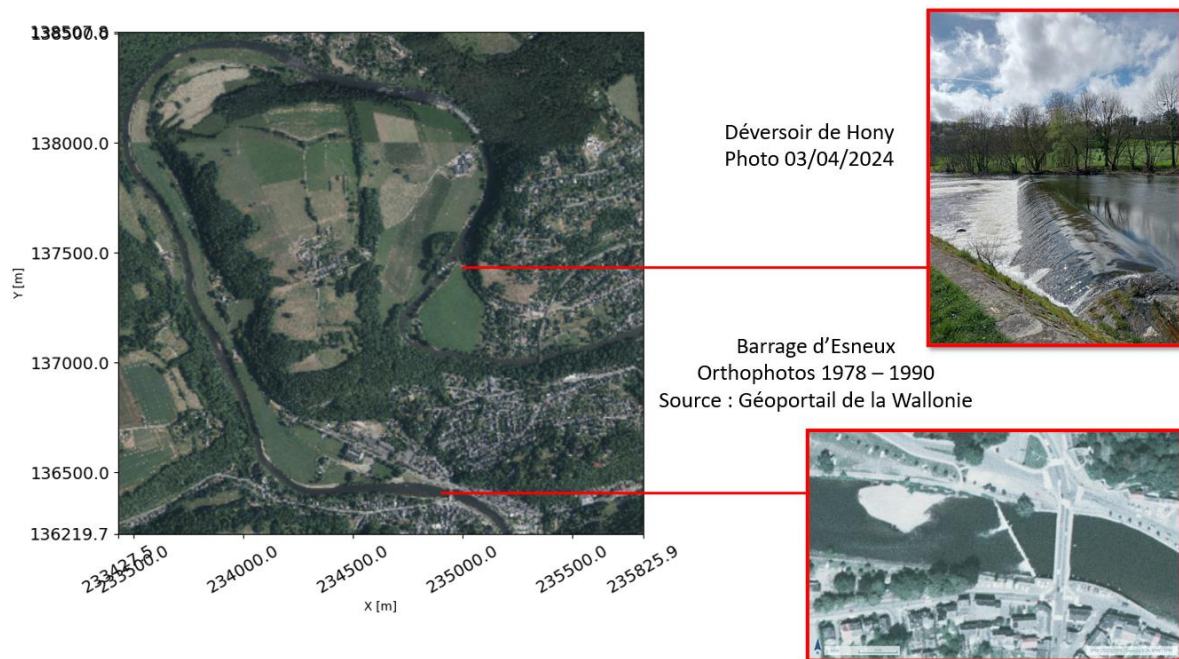 138507.8
138500.0
138000.0
137500.0
137000.0
136500.0
136219.7
Y [m]
233427.5
233500.0
234000.0
234500.0
235000.0
235500.0
235825.9
X [m]
Déversoir de Hony
Photo 03/04/2024
Barrage d’Esneux
Orthophotos 1978 – 1990
Source : Géoportail de la Wallonie